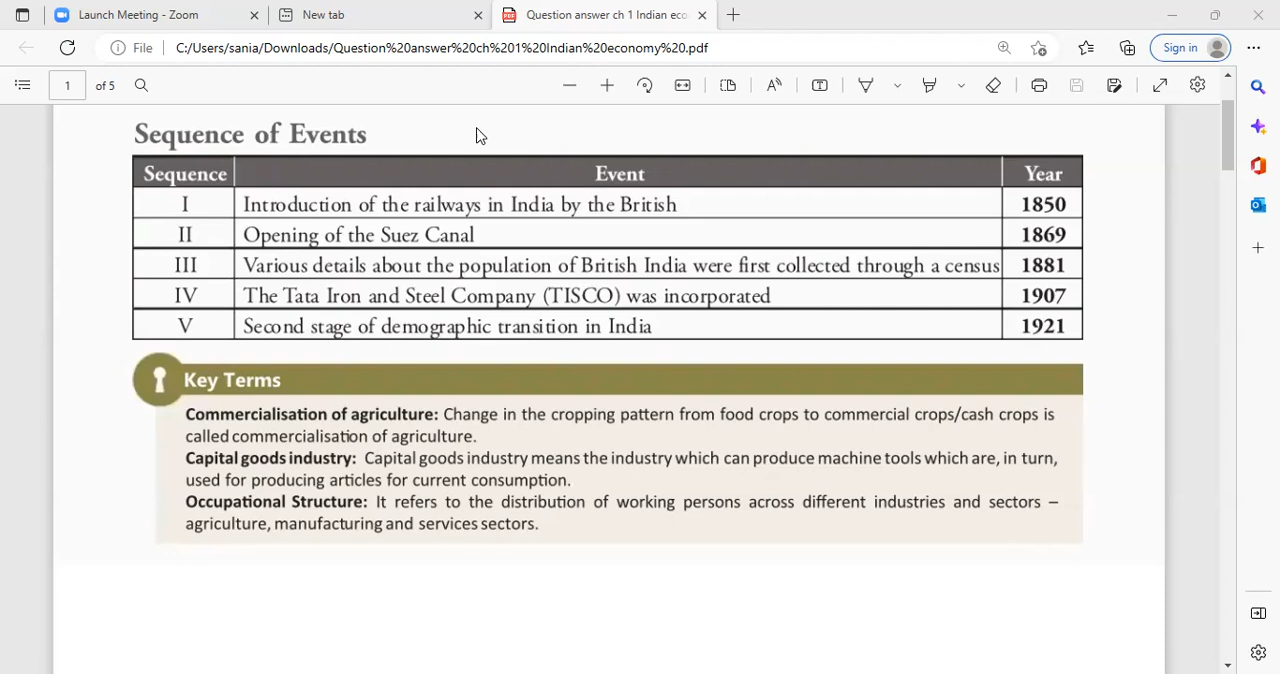 Launch Meeting - Zoom
New tab
Question answer ch 1 Indian eco
File
C:/Users/sania/Downloads/Question%20answer%20ch%201%20Indian%20economy%20.pdf
Sign in
1 of 5
Sequence of Events
Sequence Event Year
I Introduction of the railways in India by the British 1850
II Opening of the Suez Canal 1869
III Various details about the population of British India were first collected through a census 1881
IV The Tata Iron and Steel Company (TISCO) was incorporated 1907
V Second stage of demographic transition in India 1921
Key Terms
Commercialisation of agriculture: Change in the cropping pattern from food crops to commercial crops/cash crops is
called commercialisation of agriculture.
Capital goods industry: Capital goods industry means the industry which can produce machine tools which are, in turn,
used for producing articles for current consumption.
Occupational Structure: It refers to the distribution of working persons across different industries and sectors –
agriculture, manufacturing and services sectors.